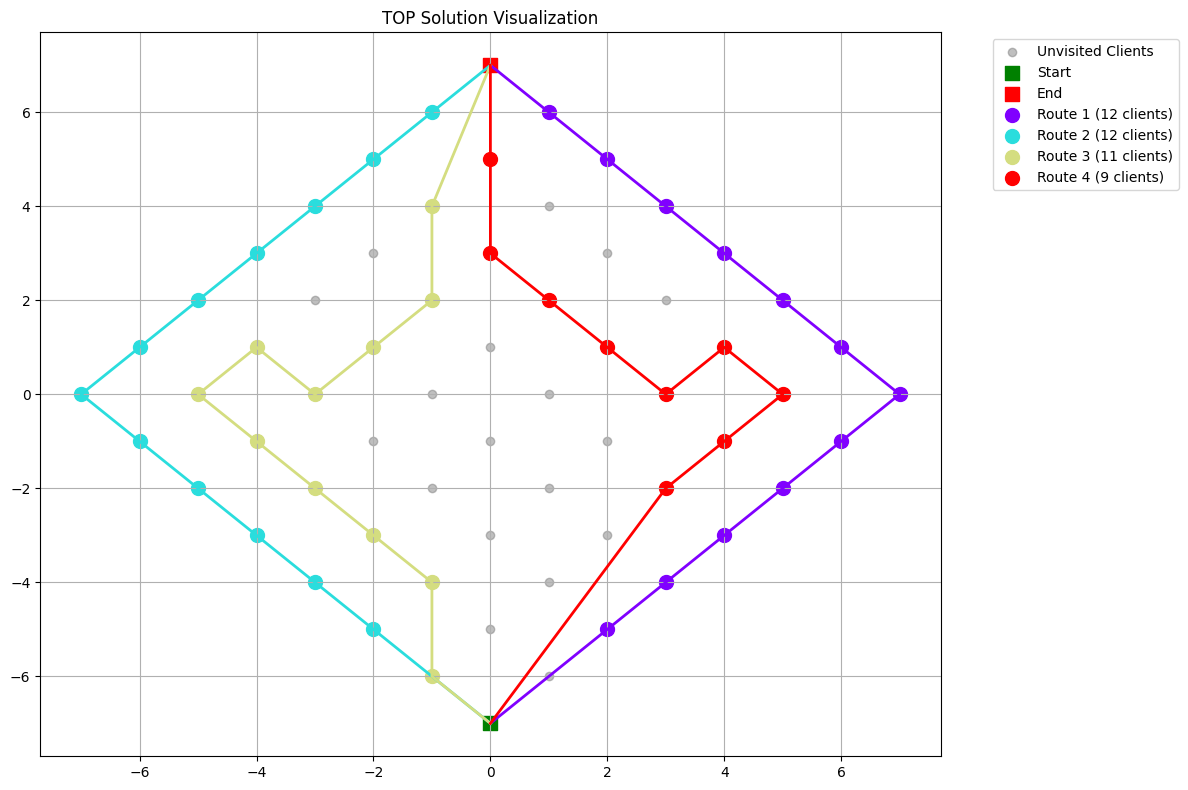 TOP Solution Visualization
Unvisited Clients
Start
End
Route 1 (12 clients)
Route 2 (12 clients)
Route 3 (11 clients)
Route 4 (9 clients)
6
4
2
0
−2
−4
−6
−6 −4 −2 0 2 4 6